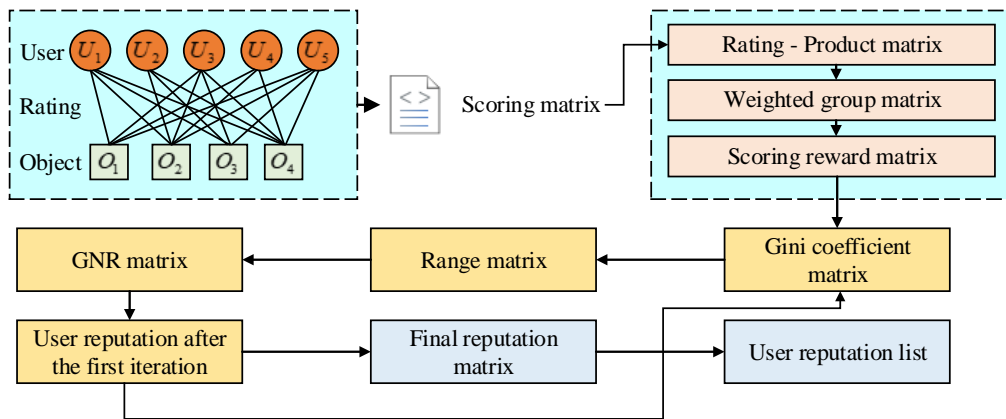 User U1 U2 U3 U4 U5
Rating
Object O1 O2 O3 O4
< >
Scoring matrix
Rating - Product matrix
Weighted group matrix
Scoring reward matrix
GNR matrix
Range matrix
Gini coefficient
matrix
User reputation after
the first iteration
Final reputation
matrix
User reputation list